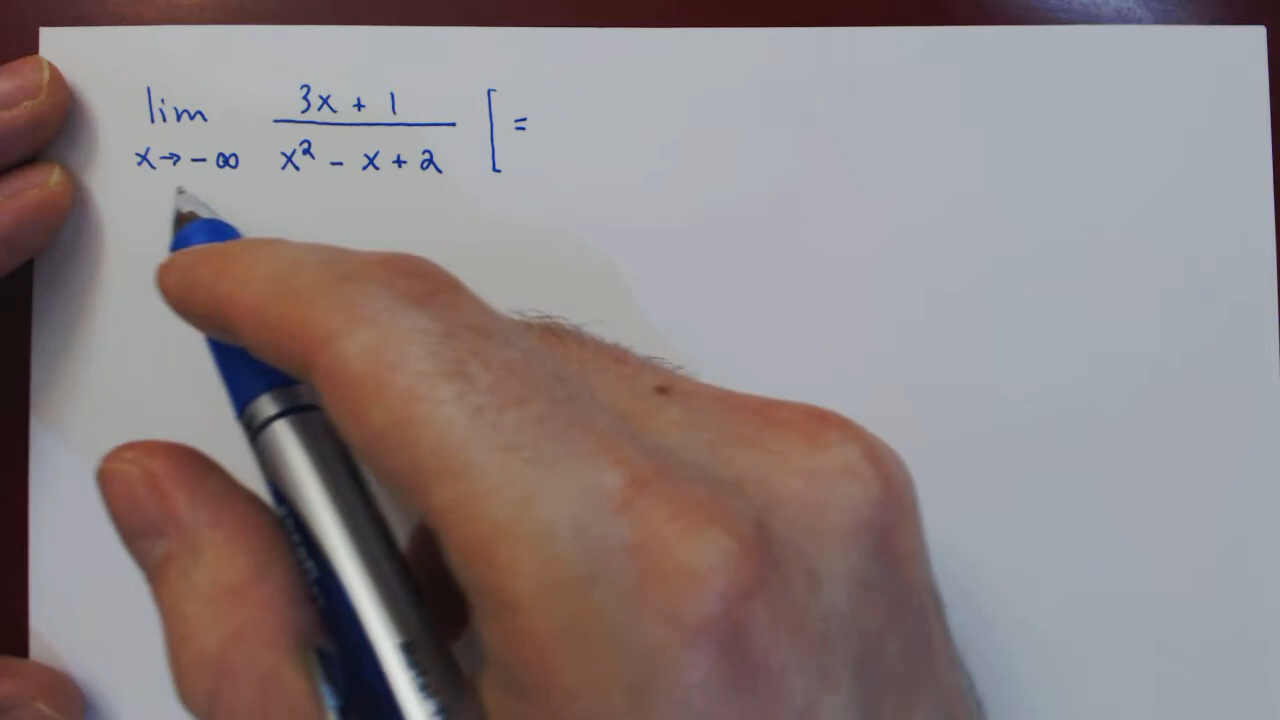 lim 3x + 1 [ =
x→-∞ x² - x + 2